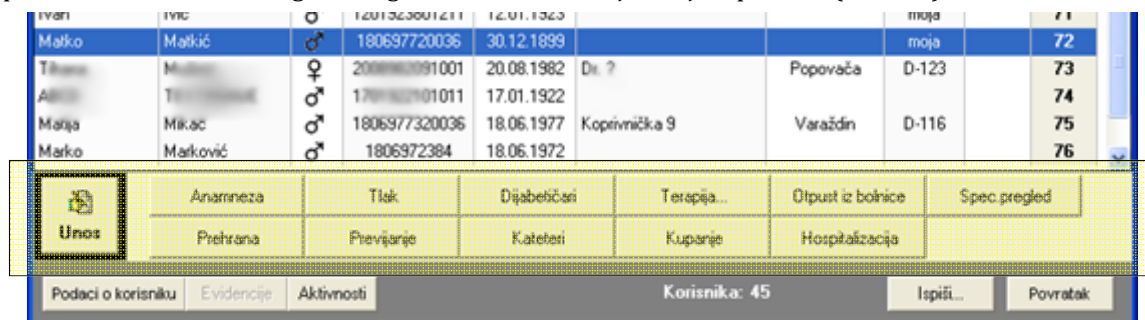 Ivan Ivić ♂ 1201923801211 12.01.1923 moja 71
Matko Matkić ♂ 180697720036 30.12.1899 moja 72
♀ 1001 20.08.1982 Dr. ? Popovača D-123 73
♂ 01011 17.01.1922 74
Matija Mikac ♂ 1806977320036 18.06.1977 Koprivnička 9 Varaždin D-116 75
Marko Marković ♂ 1806972384 18.06.1972 76
Anamneza Tlak Dijabetičari Terapija... Otpust iz bolnice Spec.pregled
Unos Prehrana Previjanje Kateteri Kupanje Hospitalizacija
Podaci o korisniku Evidencije Aktivnosti Korisnika: 45 Ispiši... Povratak